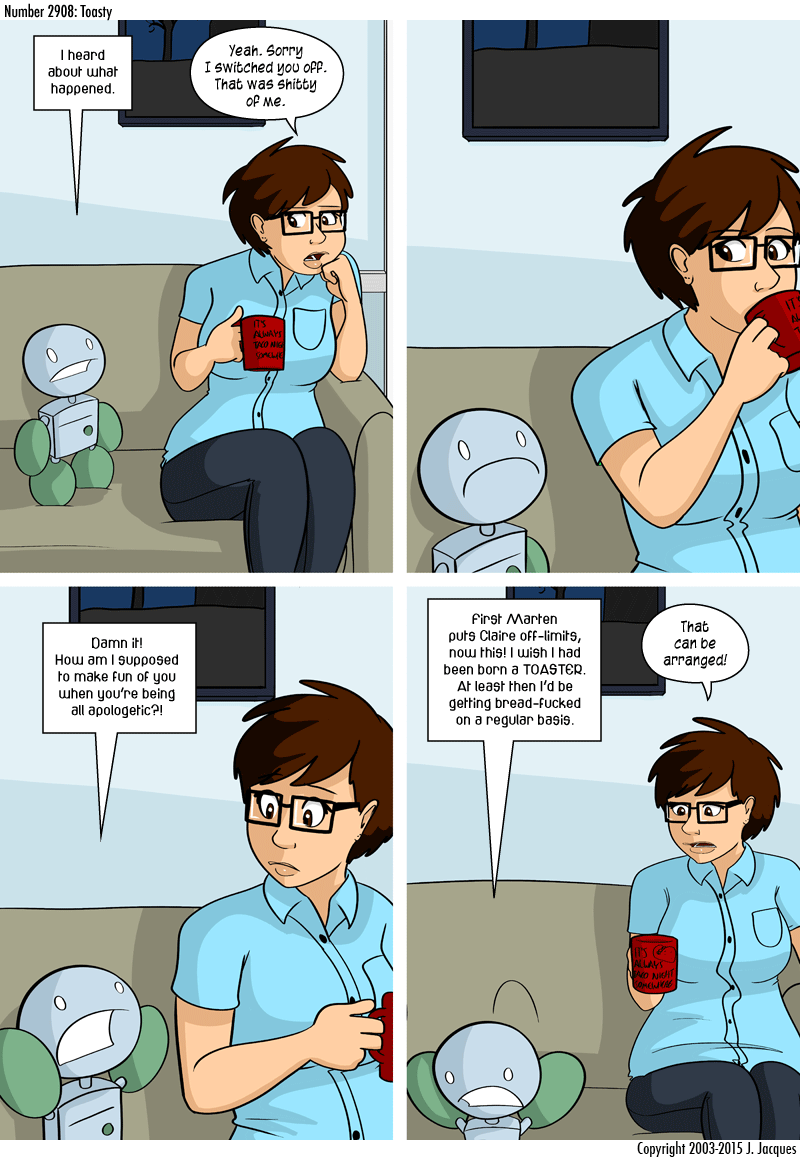 Number 2908: Toasty
I heard
about what
happened.
Yeah. Sorry
I switched you off.
That was shitty
of me.
IT'S
ALWAYS
Damn it!
How am I supposed
to make fun of you
when you're being
all apologetic?!
First Marten
puts Claire off-limits,
now this! I wish I had
been born a TOASTER.
At least then I'd be
getting bread-fucked
on a regular basis.
That
can be
arranged!
IT'S
Copyright 2003-2015 J. Jacques